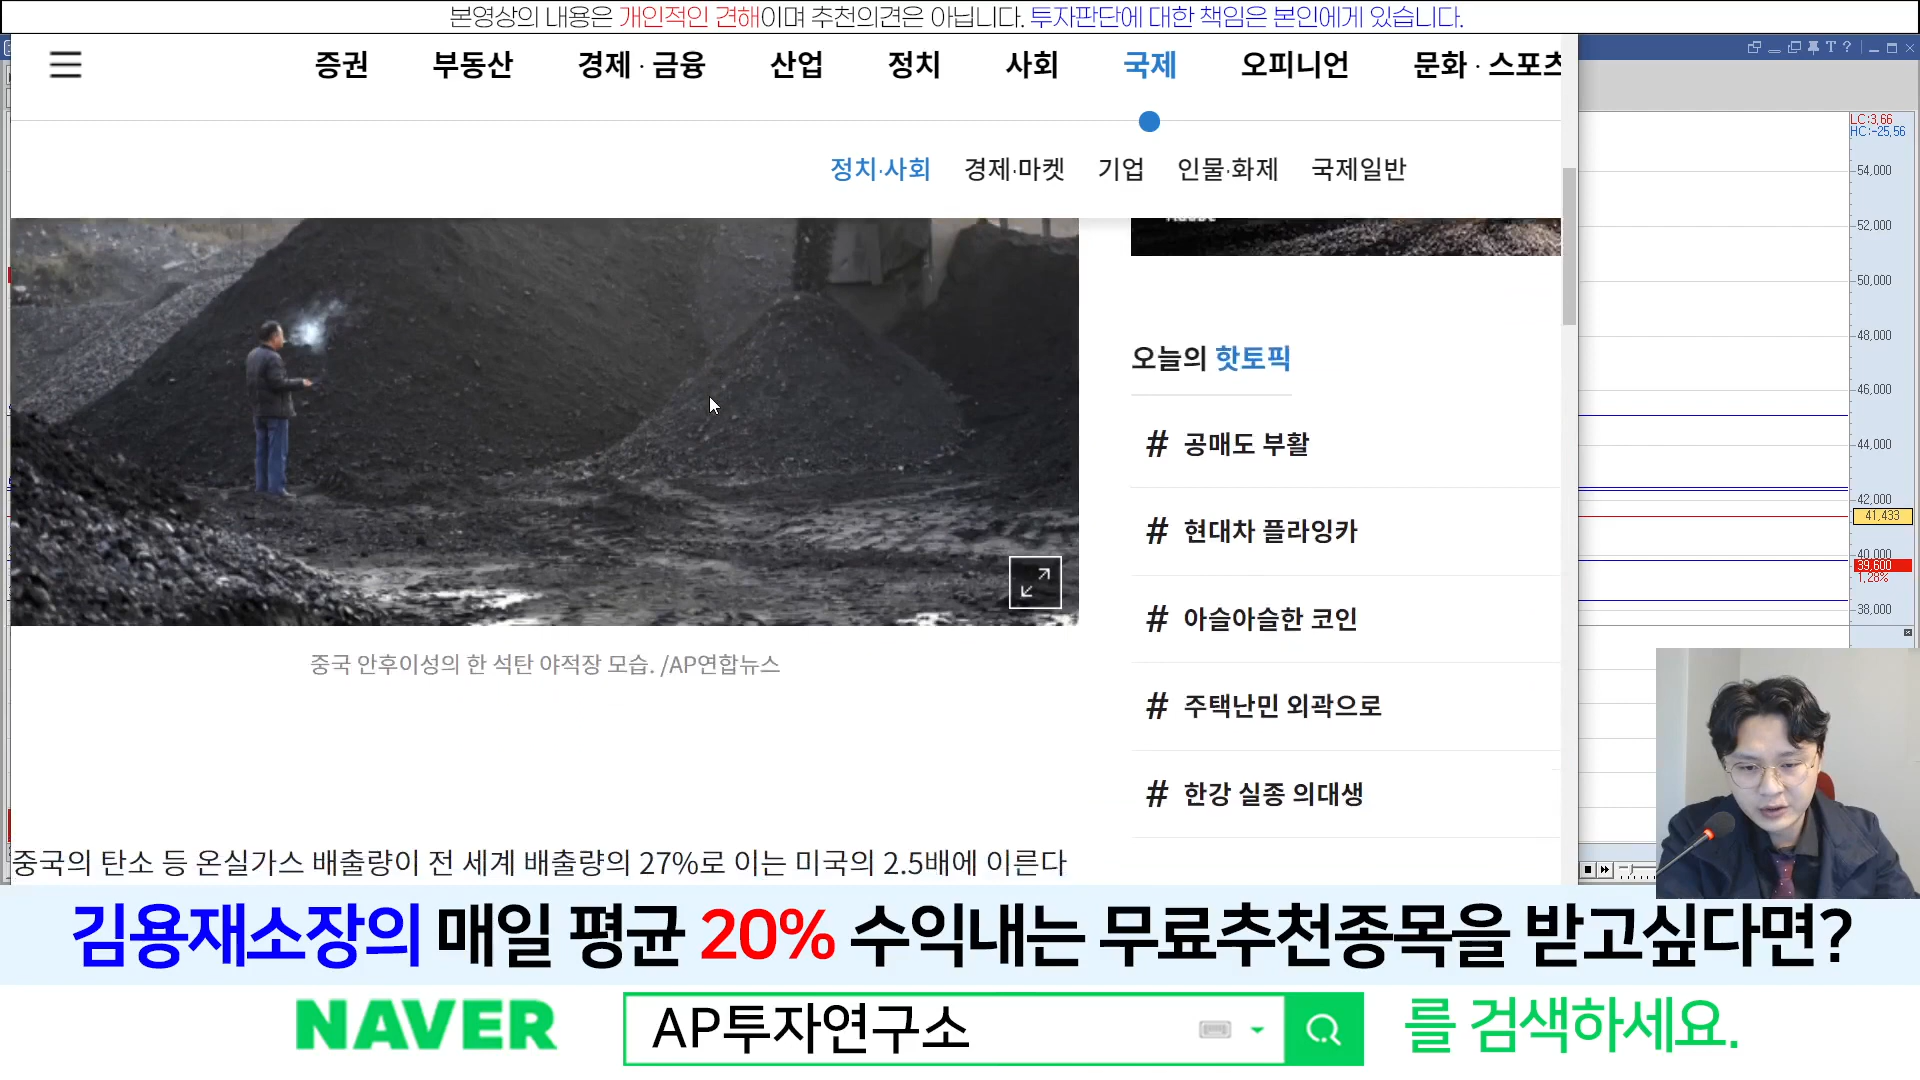 본영상의 내용은 개인적인 견해이며 추천의견은 아닙니다. 투자판단에 대한 책임은 본인에게 있습니다.
증권 부동산 경제·금융 산업 정치 사회 국제 오피니언 문화·스포츠
정치·사회 경제·마켓 기업 인물·화제 국제일반
오늘의 핫토픽
# 공매도 부활
# 현대차 플라잉카
# 아슬아슬한 코인
# 주택난민 외곽으로
# 한강 실종 의대생
중국 안후이성의 한 석탄 야적장 모습. /AP연합뉴스
중국의 탄소 등 온실가스 배출량이 전 세계 배출량의 27%로 이는 미국의 2.5배에 이른다
LC:3,66
HC:-25,56
54,000
52,000
50,000
48,000
46,000
44,000
42,000
41,433
40,000
39,600
1,28%
38,000
김용재소장의 매일 평균 20% 수익내는 무료추천종목을 받고싶다면?
NAVER AP투자연구소 를 검색하세요.